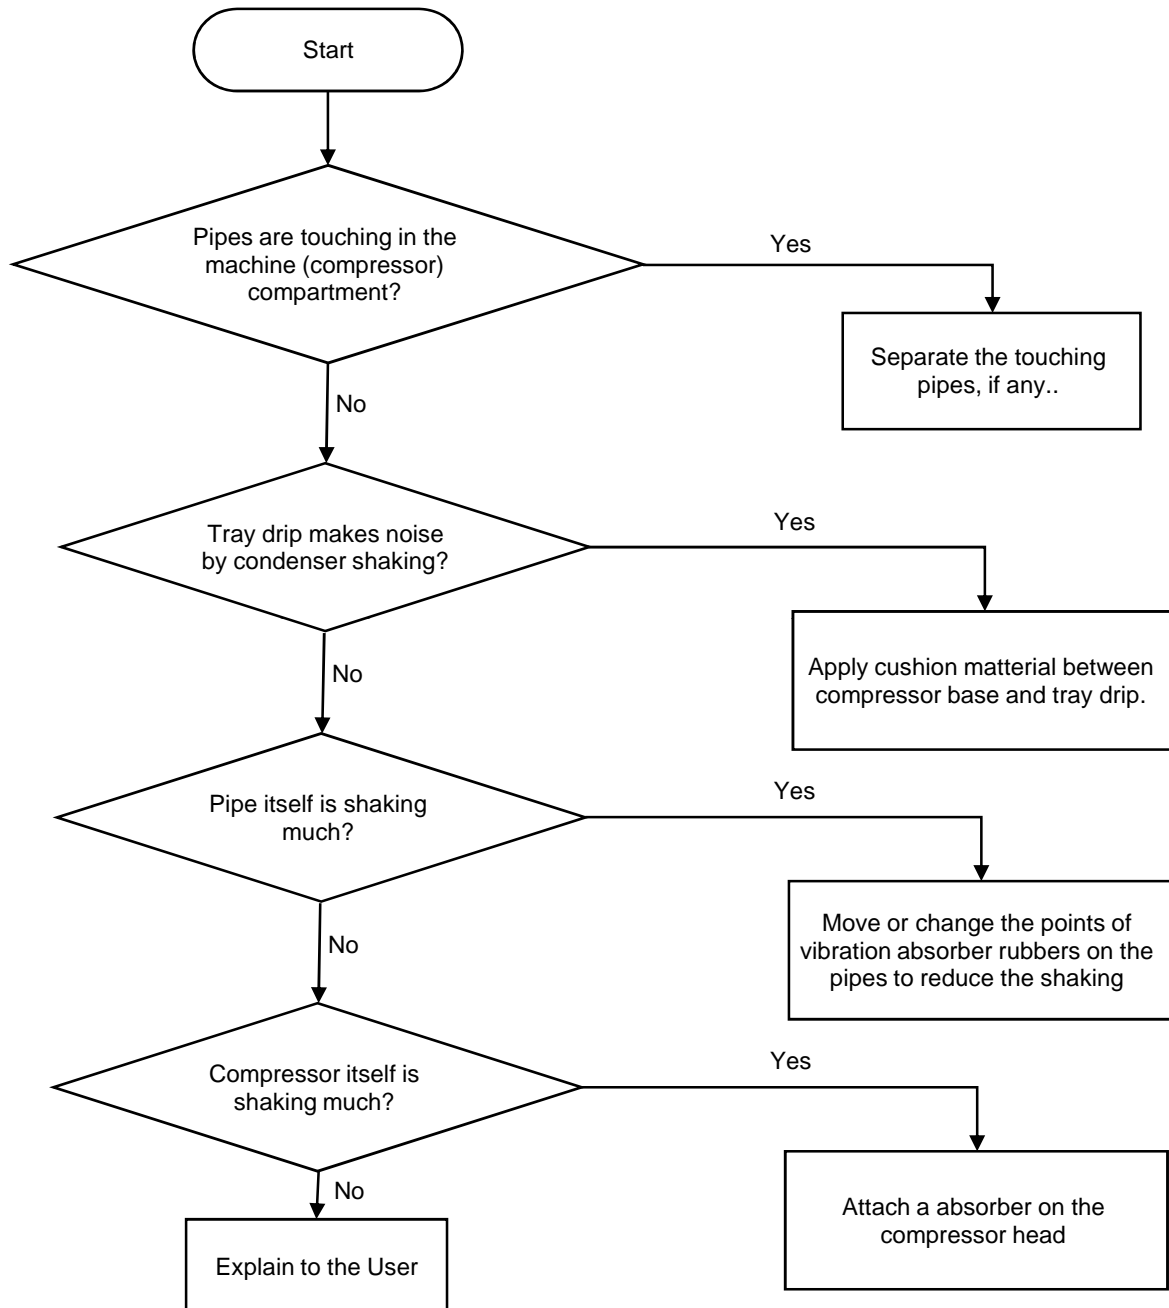 Start
Pipes are touching in the
machine (compressor)
compartment?
Yes
Separate the touching
pipes, if any..
No
Tray drip makes noise
by condenser shaking?
Yes
Apply cushion matterial between
compressor base and tray drip.
No
Pipe itself is shaking
much?
Yes
Move or change the points of
vibration absorber rubbers on the
pipes to reduce the shaking
No
Compressor itself is
shaking much?
Yes
Attach a absorber on the
compressor head
No
Explain to the User